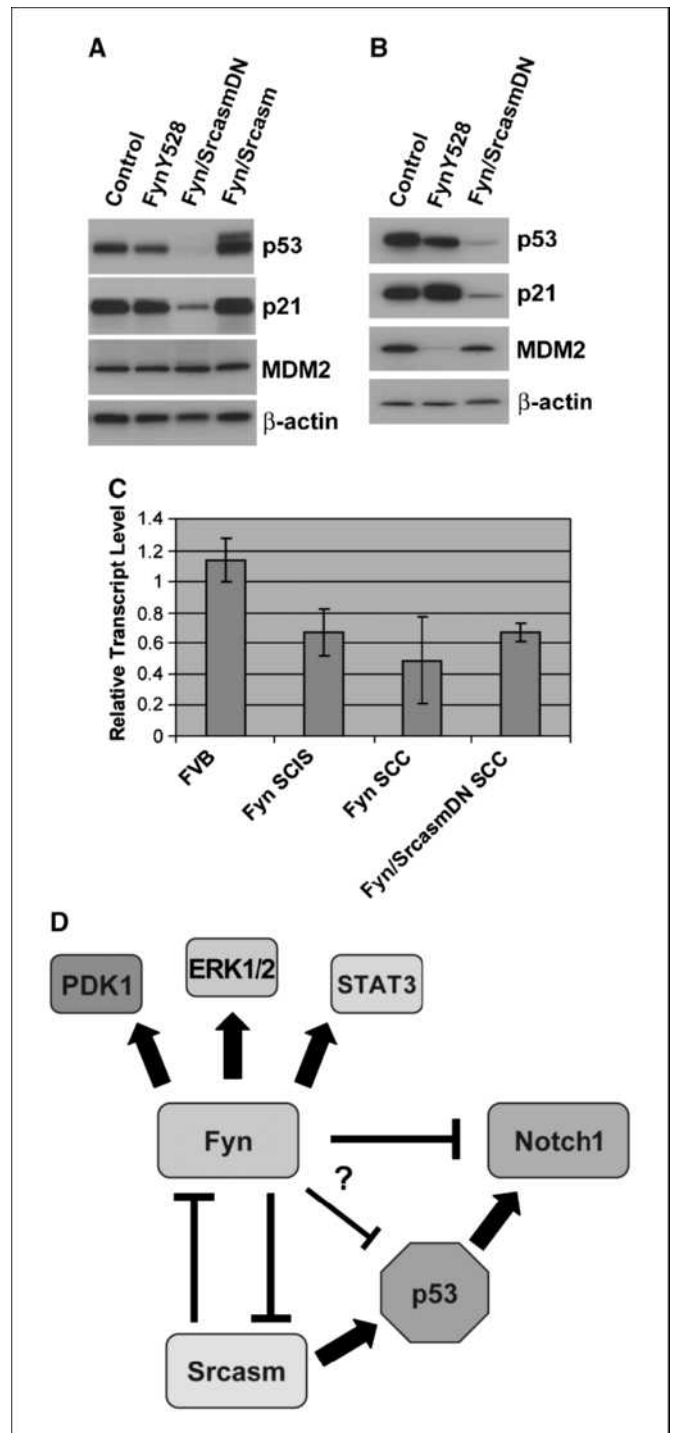 A
Control
FynY528
Fyn/SrcasmDN
Fyn/Srcasm
p53
p21
MDM2
β-actin
B
Control
FynY528
Fyn/SrcasmDN
p53
p21
MDM2
β-actin
C
Relative Transcript Level
1.4
1.2
1
0.8
0.6
0.4
0.2
0
FVB
Fyn SCIS
Fyn SCC
Fyn/SrcasmDN SCC
D
PDK1
ERK1/2
STAT3
Fyn
Notch1
?
p53
Srcasm